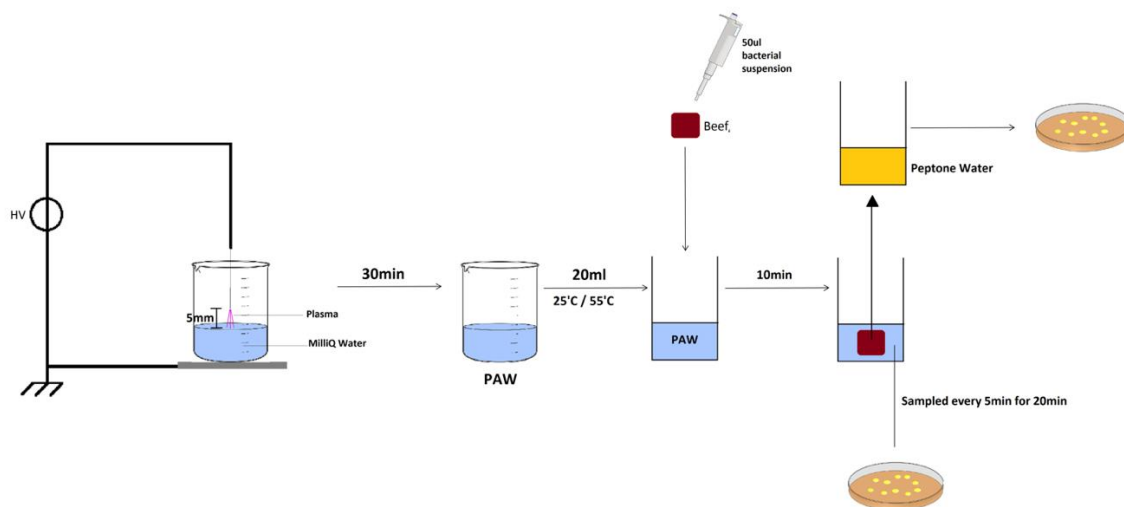 50ul
bacterial
suspension
Beef,
Peptone Water
HV
30min
20ml
10min
5mm
Plasma
25'C / 55'C
MilliQ Water
PAW
PAW
Sampled every 5min for 20min